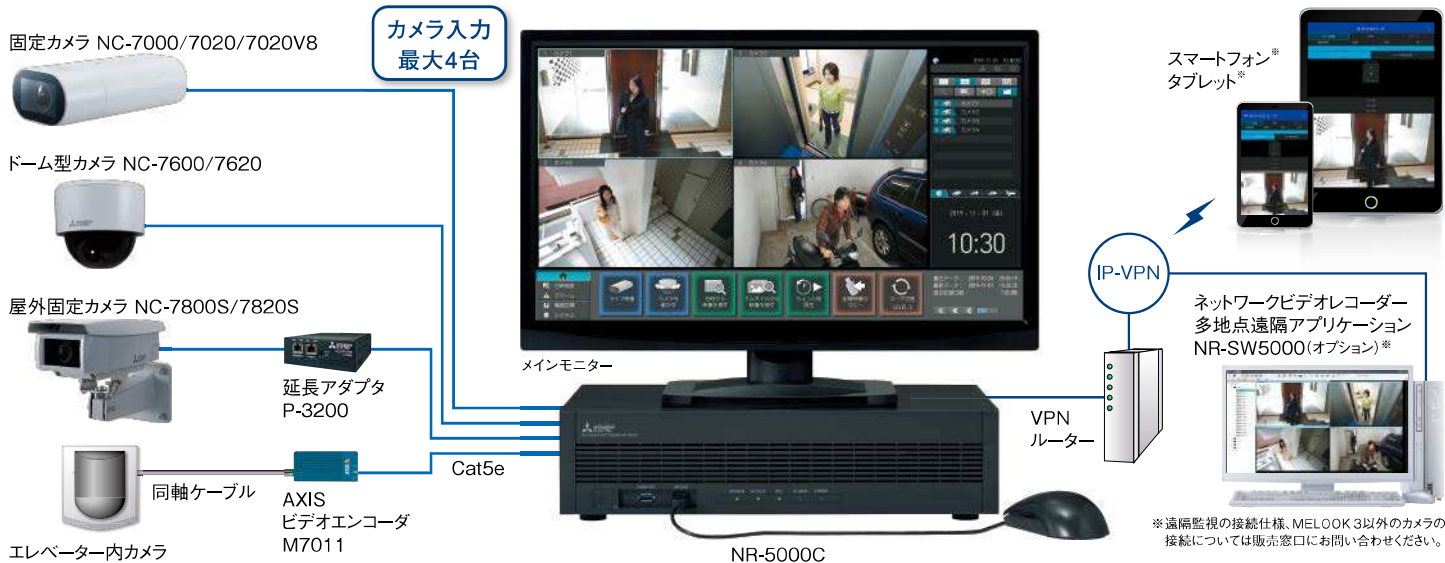 固定カメラ NC-7000/7020/7020V8
カメラ入力
最大4台
スマートフォン※
タブレット※
ドーム型カメラ NC-7600/7620
2019-11-01
10:30
IP-VPN
屋外固定カメラ NC-7800S/7820S
延長アダプタ
P-3200
メインモニター
ネットワークビデオレコーダー
多地点遠隔アプリケーション
NR-SW5000(オプション)※
VPN
ルーター
Cat5e
同軸ケーブル
AXIS
ビデオエンコーダ
M7011
エレベーター内カメラ
NR-5000C
※遠隔監視の接続仕様、MELOOK 3以外のカメラの
接続については販売窓口にお問い合わせください。